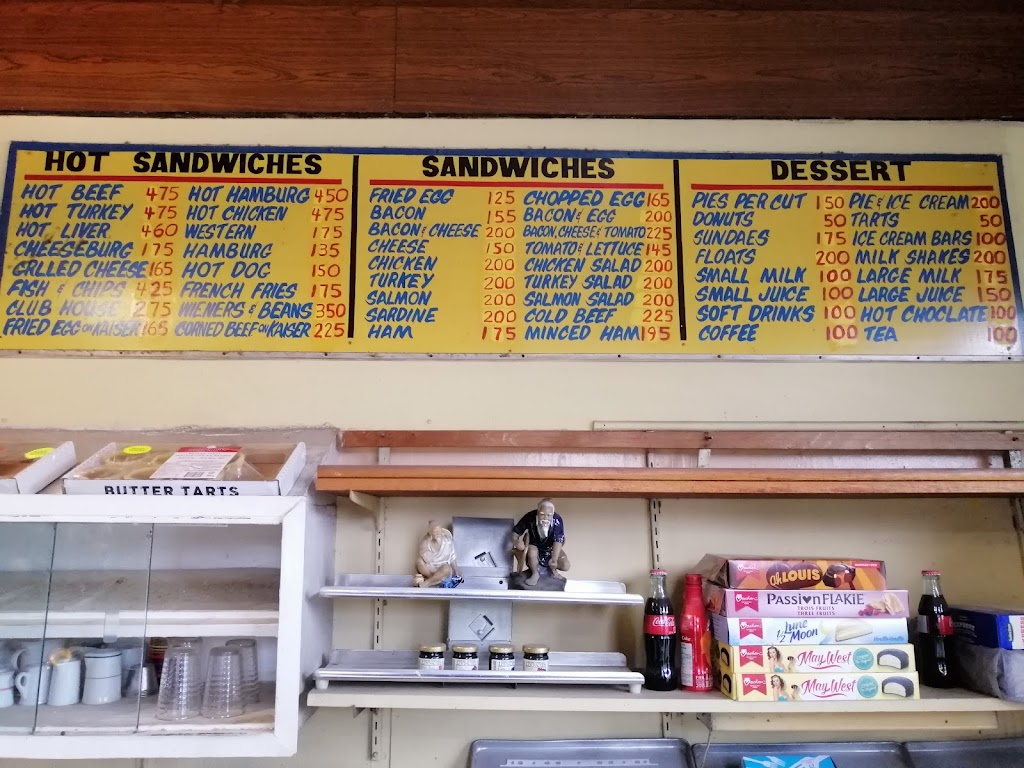 HOT SANDWICHES
HOT BEEF 475 HOT HAMBURG 450
HOT TURKEY 475 HOT CHICKEN 475
HOT LIVER 460 WESTERN 175
CHEESEBURG 175 HAMBURG 135
GRLLED CHEESE 165 HOT DOG 150
FISH & CHIPS 425 FRENCH FRIES 175
CLUB HOUSE 275 WIENERS & BEANS 350
FRIED EGG ON KAISER 165 CORNED BEEF ON KAISER 225
SANDWICHES
FRIED EGG 125 CHOPPED EGG 165
BACON 155 BACON & EGG 200
BACON & CHEESE 200 BACON, CHEESE & TOMATO 225
CHEESE 150 TOMATO & LETTUCE 145
CHICKEN 200 CHICKEN SALAD 200
TURKEY 200 TURKEY SALAD 200
SALMON 200 SALMON SALAD 200
SARDINE 200 COLD BEEF 225
HAM 175 MINCED HAM 195
DESSERT
PIES PER CUT 150 PIE & ICE CREAM 200
DONUTS 50 TARTS 50
SUNDAES 175 ICE CREAM BARS 100
FLOATS 200 MILK SHAKES 200
SMALL MILK 100 LARGE MILK 175
SMALL JUICE 100 LARGE JUICE 150
SOFT DRINKS 100 HOT CHOCLATE 100
COFFEE 100 TEA 100
BUTTER TARTS
Ah LOUIS
PASSION FLAKIE
TROIS FRUITS
THREE FRUITS
1/2 Lune
Moon
MAY WEST
MAY WEST
Coca-Cola